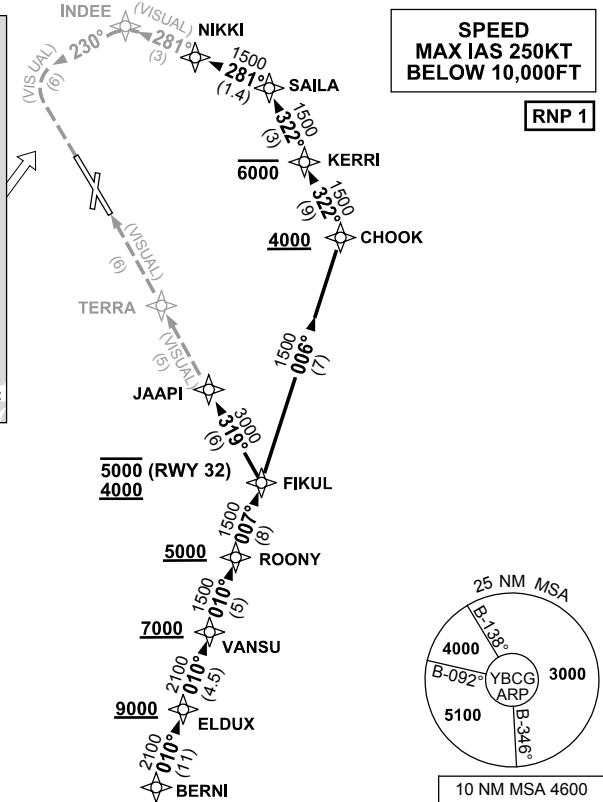 INDEE
(VISUAL)
281°
(3)
NIKKI
230°
(VISUAL)
(6)
1500
281°
(1.4)
SAILA
1500
322°
(3)
KERRI
6000
1500
322°
(9)
CHOOK
4000
SPEED
MAX IAS 250KT
BELOW 10,000FT
RNP 1
(VISUAL)
(6)
TERRA
(VISUAL)
(5)
JAAPI
1500
006°
(7)
3000
319°
(6)
5000 (RWY 32)
4000
FIKUL
1500
007°
(8)
5000
ROONY
1500
010°
(5)
7000
VANSU
2100
010°
(4.5)
9000
ELDUX
2100
010°
(11)
BERNI
25 NM MSA
B-138°
4000
3000
B-092°
YBCG
ARP
5100
B-346°
10 NM MSA 4600